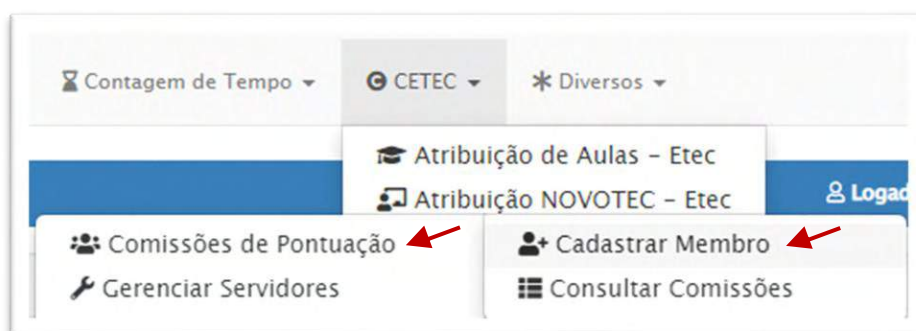 Contagem de Tempo CETEC Diversos
Atribuição de Aulas – Etec
Atribuição NOVOTEC – Etec Logad
Comissões de Pontuação Cadastrar Membro
Gerenciar Servidores Consultar Comissões